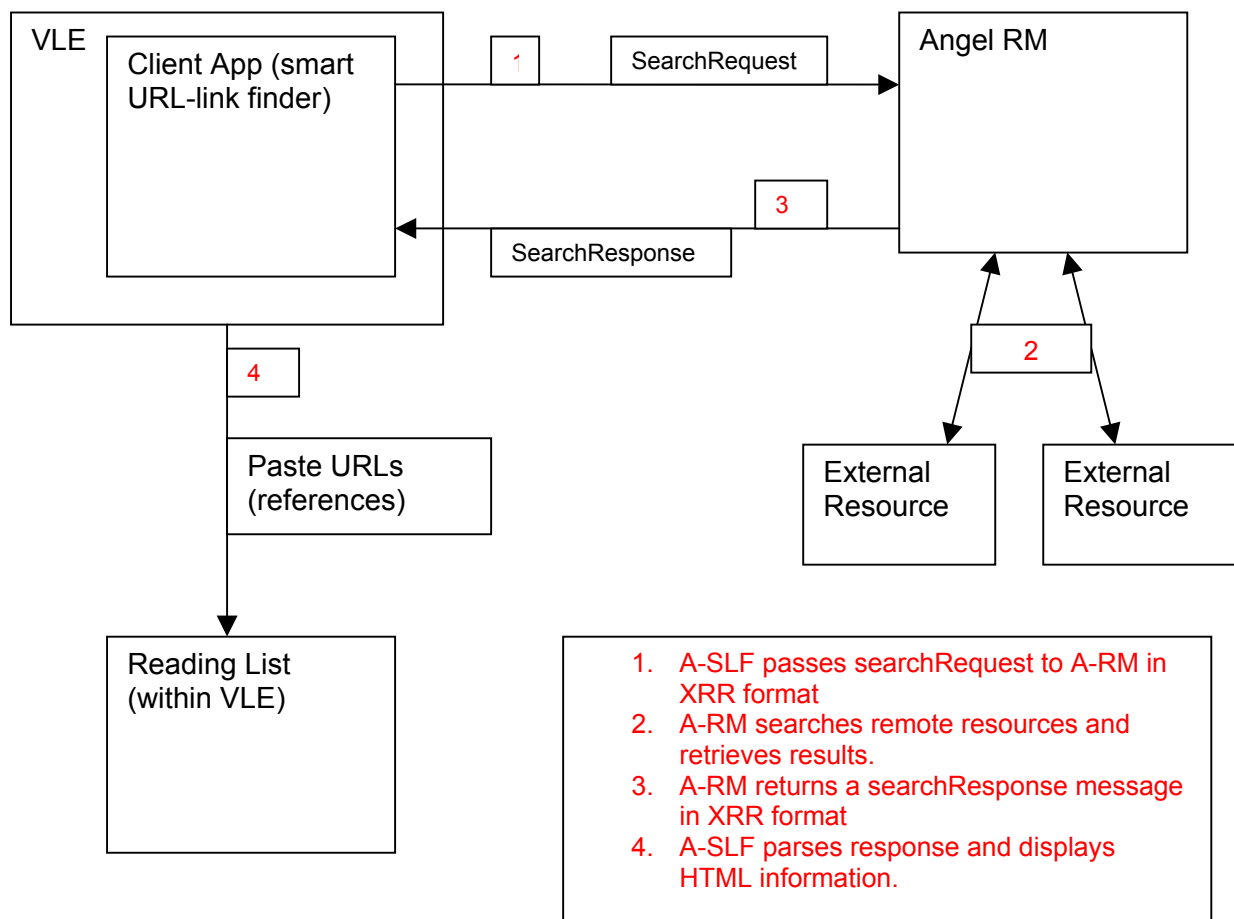 VLE
Client App (smart
URL-link finder)
1
SearchRequest
Angel RM
3
SearchResponse
2
4
Paste URLs
(references)
External
Resource
External
Resource
Reading List
(within VLE)
1. A-SLF passes searchRequest to A-RM in
XRR format
2. A-RM searches remote resources and
retrieves results.
3. A-RM returns a searchResponse message
in XRR format
4. A-SLF parses response and displays
HTML information.